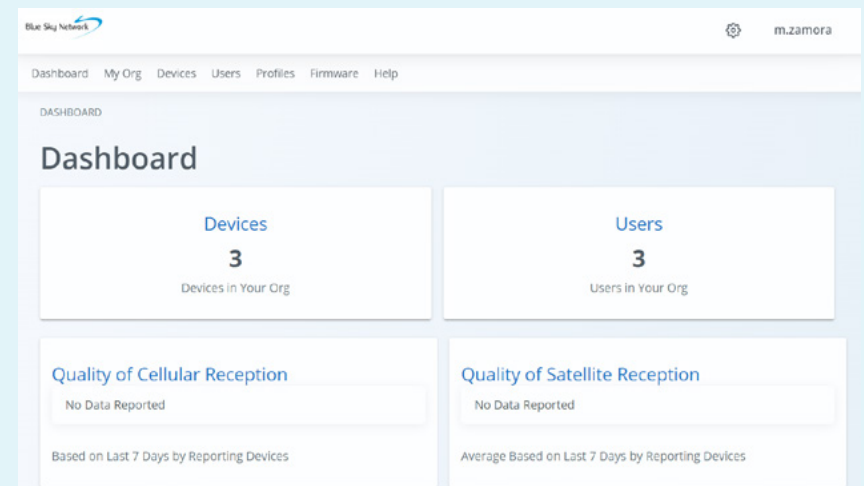 Blue Sky Network
m.zamora
Dashboard My Org Devices Users Profiles Firmware Help
DASHBOARD
Dashboard
Devices
3
Devices in Your Org
Users
3
Users in Your Org
Quality of Cellular Reception
No Data Reported
Based on Last 7 Days by Reporting Devices
Quality of Satellite Reception
No Data Reported
Average Based on Last 7 Days by Reporting Devices